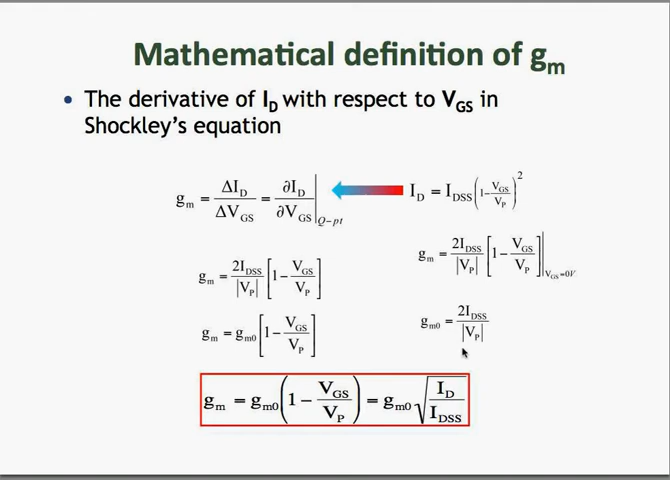 Mathematical definition of gm
• The derivative of ID with respect to VGS in
Shockley's equation
gm = ΔID/ΔVGS = ∂ID/∂VGS|Q-pt
ID = IDSS(1-VGS/VP)²
gm = 2IDSS/|VP| [1-VGS/VP]
gm = 2IDSS/|VP| [1-VGS/VP]|VGS=0V
gm = gm0[1-VGS/VP]
gm0 = 2IDSS/|VP|
gm = gm0(1-VGS/VP) = gm0√(ID/IDSS)